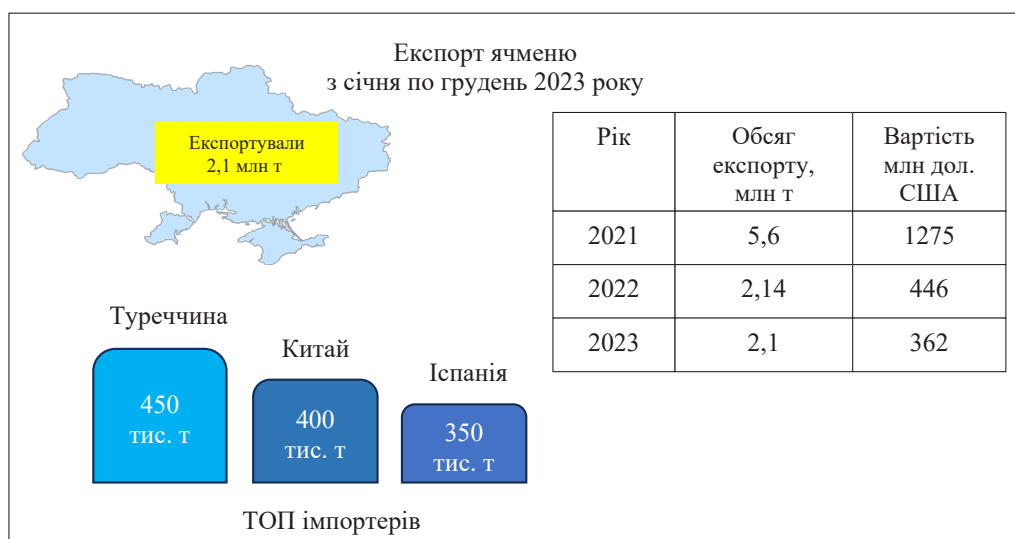 Експорт ячменю
з січня по грудень 2023 року
Експортували
2,1 млн т
Рік
Обсяг
експорту,
млн т
Вартість
млн дол.
США
2021
5,6
1275
2022
2,14
446
2023
2,1
362
Туреччина
450
тис. т
Китай
400
тис. т
Іспанія
350
тис. т
ТОП імпортерів